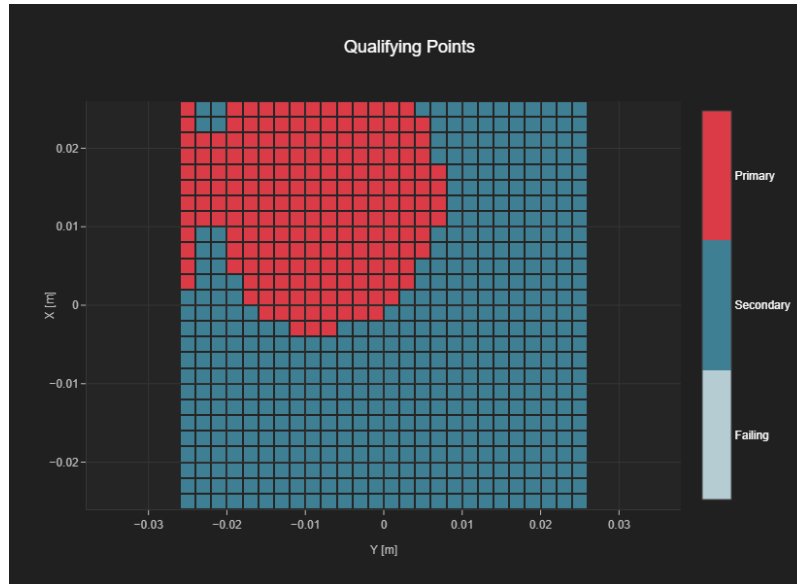 Qualifying Points
Primary
0.02
0.01
Secondary
0
X [m]
−0.01
Failing
−0.02
−0.03
−0.02
−0.01
0
0.01
0.02
0.03
Y [m]